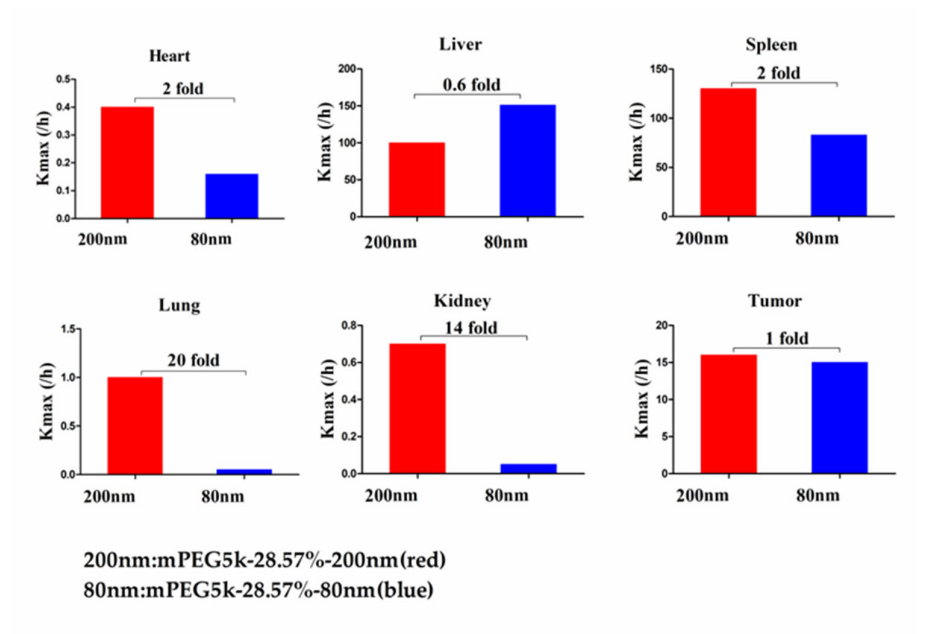 Heart
Kmax (/h)
0.5
0.4
0.3
0.2
0.1
0.0
2 fold
200nm
80nm
Liver
Kmax (/h)
200
150
100
50
0
0.6 fold
200nm
80nm
Spleen
Kmax (/h)
150
100
50
0
2 fold
200nm
80nm
Lung
Kmax (/h)
1.5
1.0
0.5
0.0
20 fold
200nm
80nm
Kidney
Kmax (/h)
0.8
0.6
0.4
0.2
0.0
14 fold
200nm
80nm
Tumor
Kmax (/h)
20
15
10
5
0
1 fold
200nm
80nm
200nm:mPEG5k-28.57%-200nm(red)
80nm:mPEG5k-28.57%-80nm(blue)